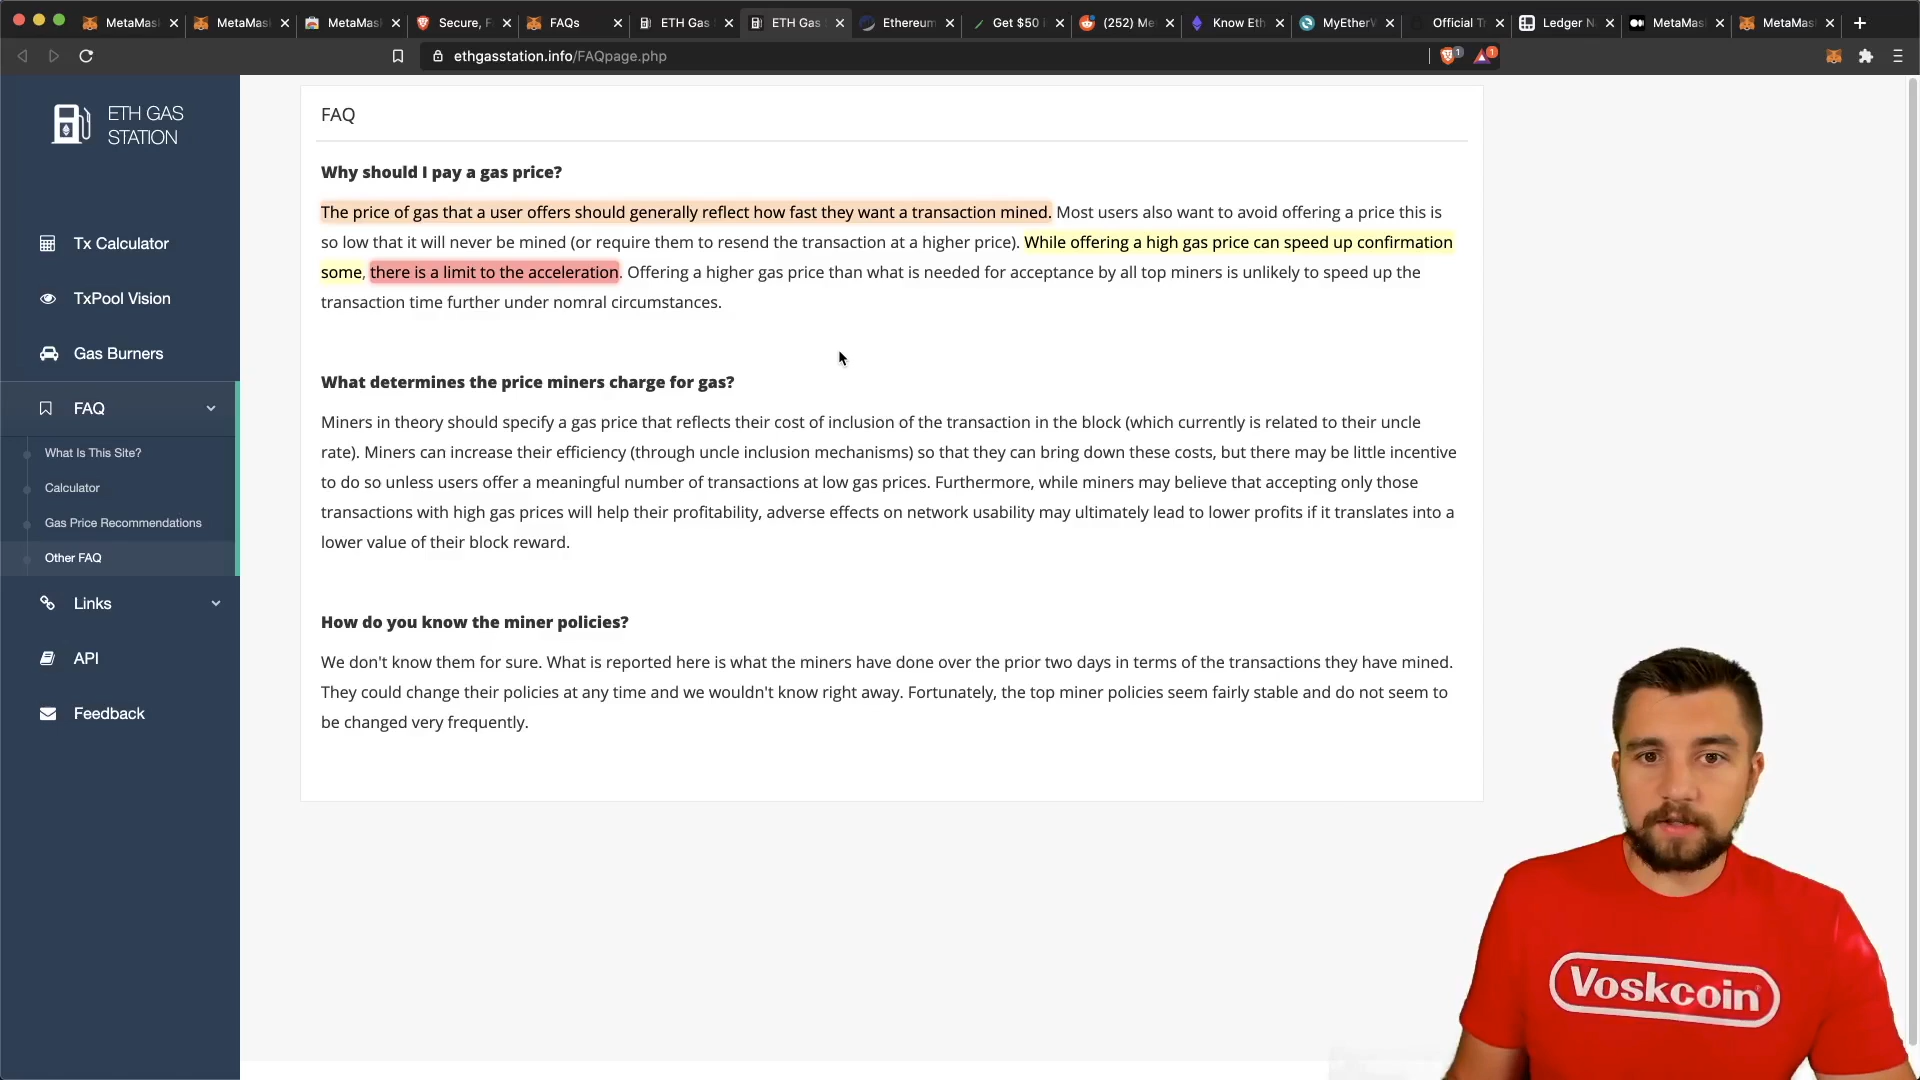 MetaMas
MetaMas
MetaMas
Secure, F
FAQs
ETH Gas
ETH Gas
Ethereum
Get $50 i
(252) Me
Know Eth
MyEtherW
Official Tr
Ledger N
MetaMas
MetaMas
ethgasstation.info/FAQpage.php
1
1
ETH GAS
STATION
Tx Calculator
TxPool Vision
Gas Burners
FAQ
What Is This Site?
Calculator
Gas Price Recommendations
Other FAQ
Links
API
Feedback
FAQ
Why should I pay a gas price?
The price of gas that a user offers should generally reflect how fast they want a transaction mined. Most users also want to avoid offering a price this is
so low that it will never be mined (or require them to resend the transaction at a higher price). While offering a high gas price can speed up confirmation
some, there is a limit to the acceleration. Offering a higher gas price than what is needed for acceptance by all top miners is unlikely to speed up the
transaction time further under nomral circumstances.
What determines the price miners charge for gas?
Miners in theory should specify a gas price that reflects their cost of inclusion of the transaction in the block (which currently is related to their uncle
rate). Miners can increase their efficiency (through uncle inclusion mechanisms) so that they can bring down these costs, but there may be little incentive
to do so unless users offer a meaningful number of transactions at low gas prices. Furthermore, while miners may believe that accepting only those
transactions with high gas prices will help their profitability, adverse effects on network usability may ultimately lead to lower profits if it translates into a
lower value of their block reward.
How do you know the miner policies?
We don't know them for sure. What is reported here is what the miners have done over the prior two days in terms of the transactions they have mined.
They could change their policies at any time and we wouldn't know right away. Fortunately, the top miner policies seem fairly stable and do not seem to
be changed very frequently.
Voskcoin